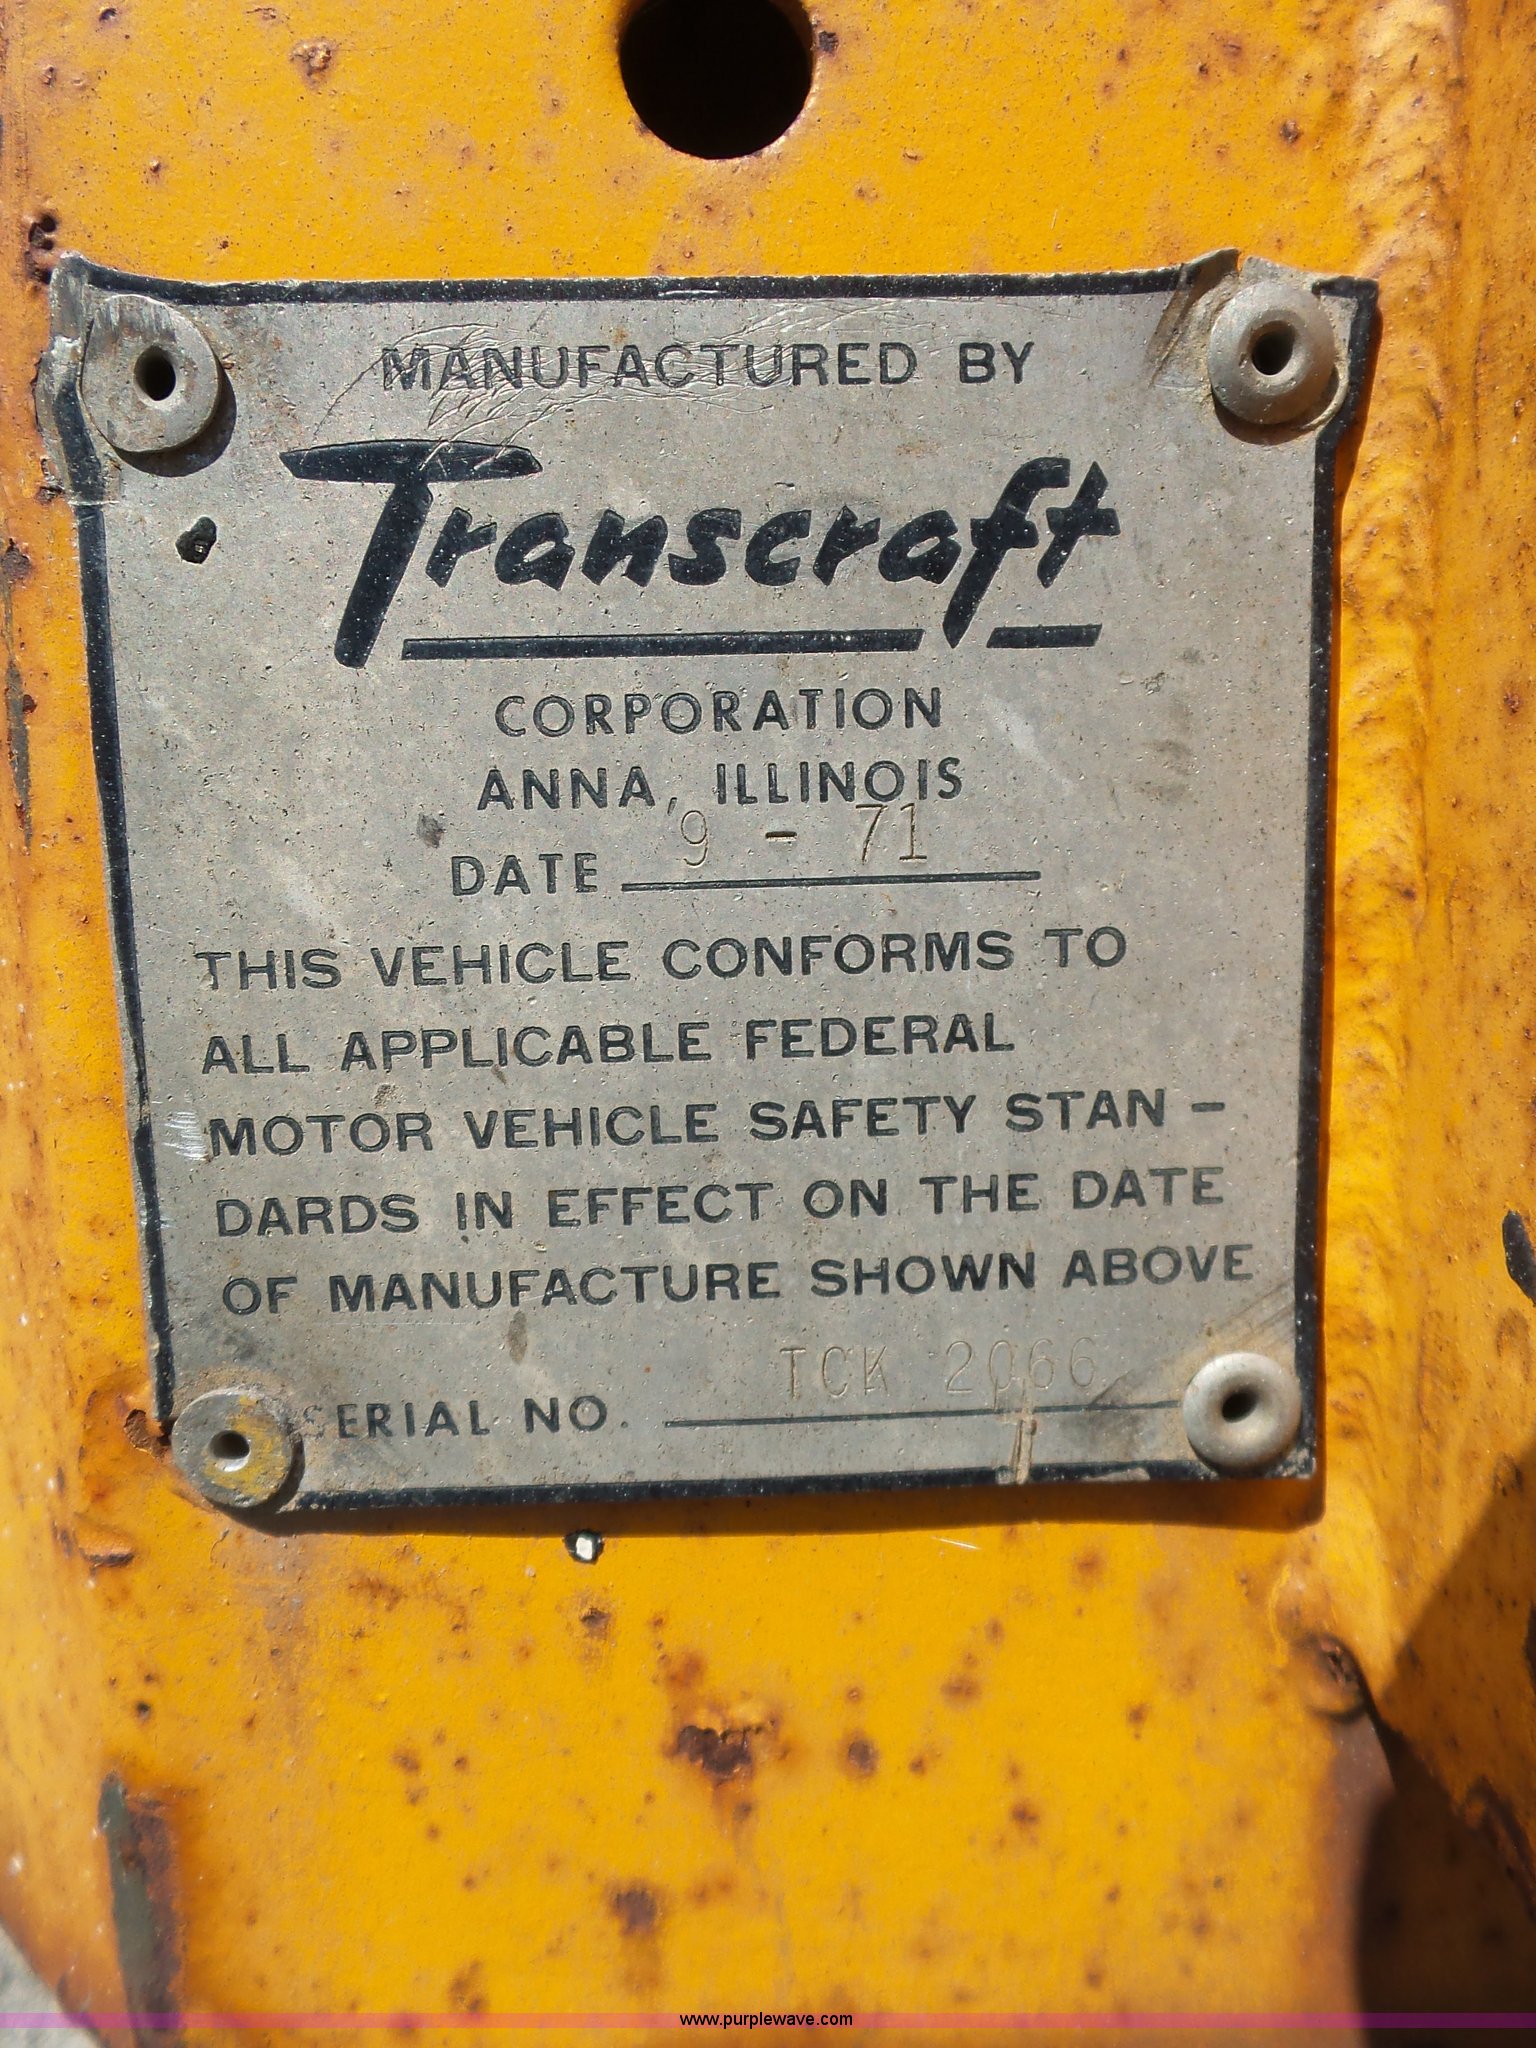 MANUFACTURED BY
Transcraft
CORPORATION
ANNA, ILLINOIS
DATE 9 - 71
THIS VEHICLE CONFORMS TO
ALL APPLICABLE FEDERAL
MOTOR VEHICLE SAFETY STAN -
DARDS IN EFFECT ON THE DATE
OF MANUFACTURE SHOWN ABOVE
SERIAL NO. TCK 2066
www.purplewave.com